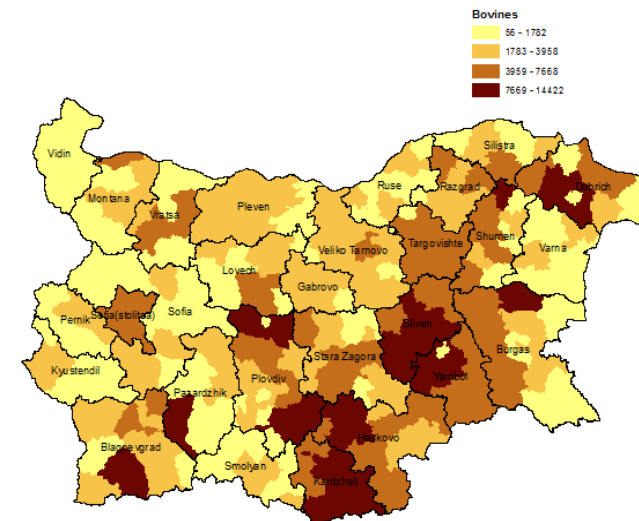 Bovines
56 - 1782
1783 - 3958
3959 - 7668
7669 - 14422
Vidin
Montana
Vratsa
Pleven
Ruse
Silistra
Razgrad
Dobrich
Targovishte
Shumen
Varna
Veliko Tarnovo
Lovech
Gabrovo
Sofia
Sofia(stolitsa)
Pernik
Kyustendil
Pazardzhik
Plovdiv
Stara Zagora
Sliven
Yambol
Burgas
Blagoevgrad
Smolyan
Haskovo
Kardzhali